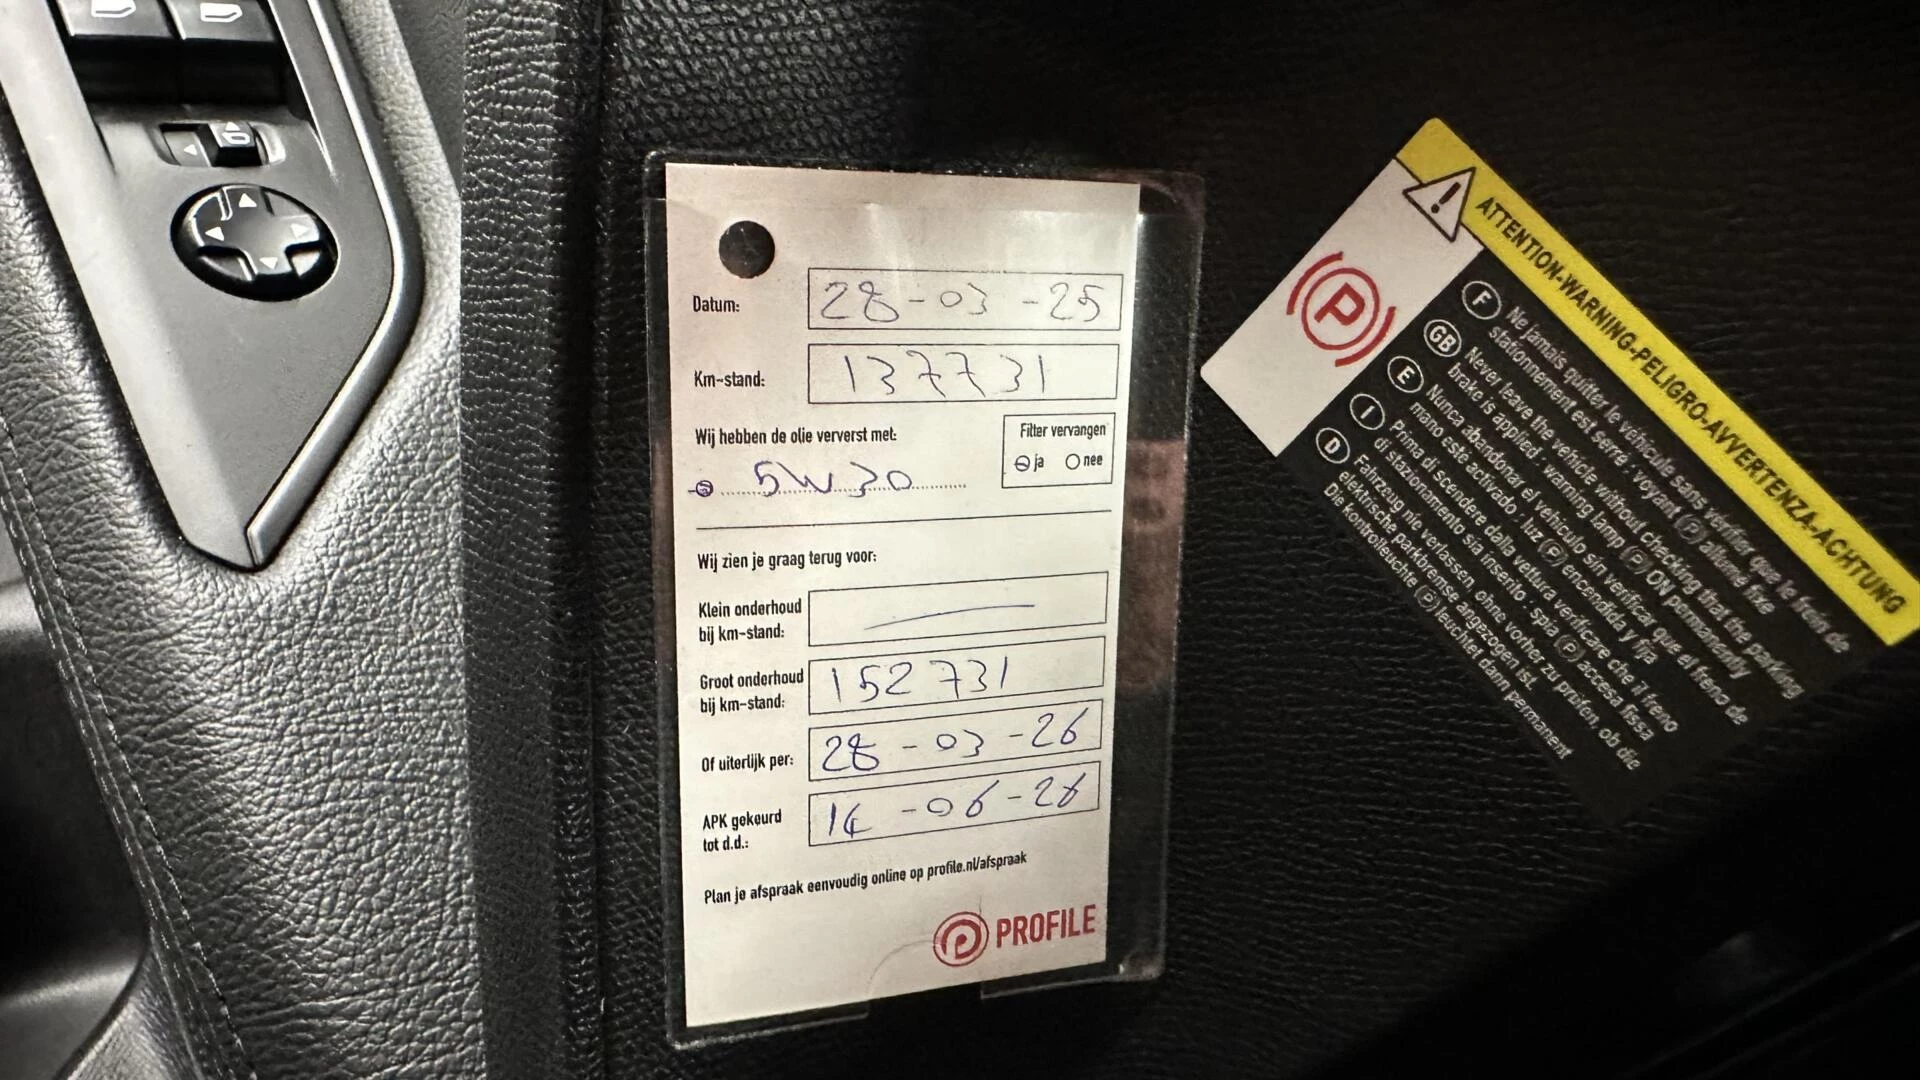 Datum: 28-03-25
Km-stand: 137731
Wij hebben de olie ververst met:
5W30
Filter vervangen
ja nee
Wij zien je graag terug voor:
Klein onderhoud
bij km-stand: —
Groot onderhoud
bij km-stand: 152731
Of uiterlijk per: 28-03-26
APK gekeurd
tot d.d.: 14-06-26
Plan je afspraak eenvoudig online op profile.nl/afspraak
PROFILE
ATTENTION-WARNING-PELIGRO-AVVERTENZA-ACHTUNG
P
F Ne jamais quitter le véhicule sans vérifier que le frein de
stationnement est serré : voyant (P) allumé fixe
GB Never leave the vehicle without checking that the parking
brake is applied : warning lamp (P) ON permanently
E Nunca abandonar el vehículo sin verificar que el freno de
mano este activado : luz (P) encendida y fija
I Prima di scendere dalla vettura verificare che il freno
di stazionamento sia inserito : spia (P) accesa fissa
D Fahrzeug nie verlassen, ohne vorher zu prüfen, ob die
elektrische parkbremse angezogen ist.
Die kontrolleuchte (P) leuchtet dann permanent